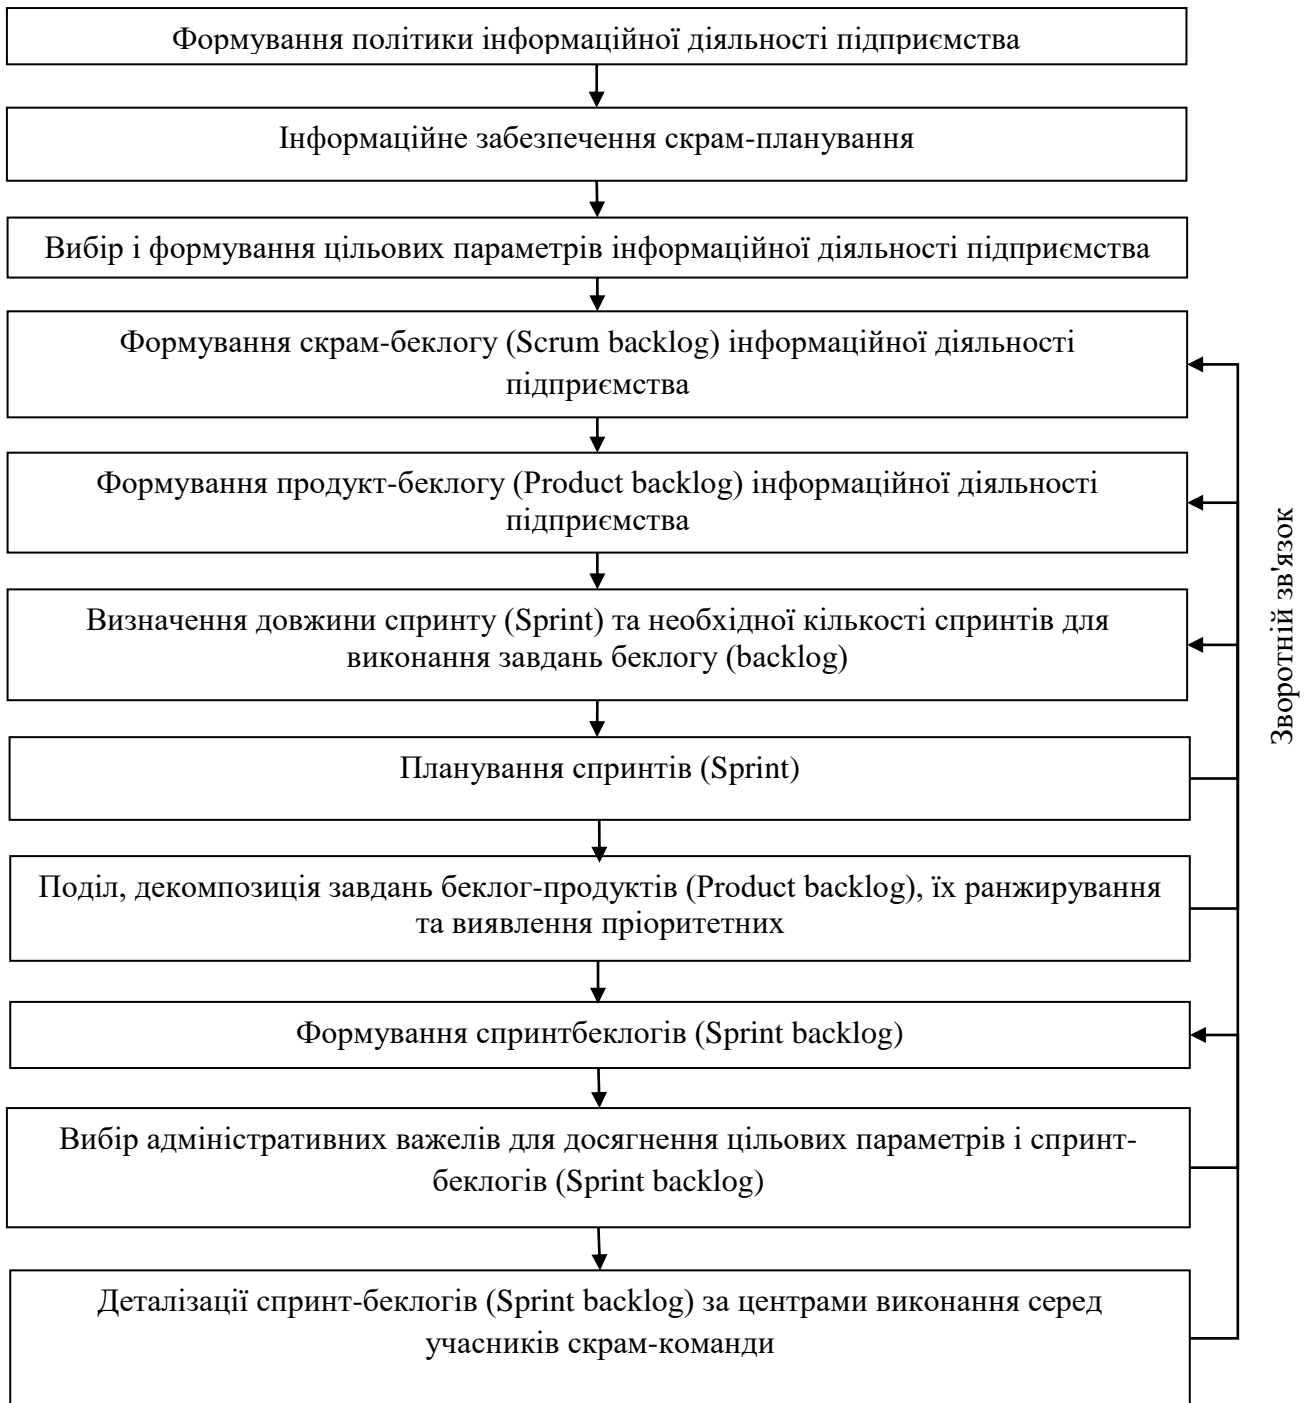 Формування політики інформаційної діяльності підприємства
Інформаційне забезпечення скрам-планування
Вибір і формування цільових параметрів інформаційної діяльності підприємства
Формування скрам-беклогу (Scrum backlog) інформаційної діяльності
підприємства
Формування продукт-беклогу (Product backlog) інформаційної діяльності
підприємства
Визначення довжини спринту (Sprint) та необхідної кількості спринтів для
виконання завдань беклогу (backlog)
Планування спринтів (Sprint)
Поділ, декомпозиція завдань беклог-продуктів (Product backlog), їх ранжирування
та виявлення пріоритетних
Формування спринтбеклогів (Sprint backlog)
Вибір адміністративних важелів для досягнення цільових параметрів і спринт-
беклогів (Sprint backlog)
Деталізації спринт-беклогів (Sprint backlog) за центрами виконання серед
учасників скрам-команди
Зворотній зв'язок